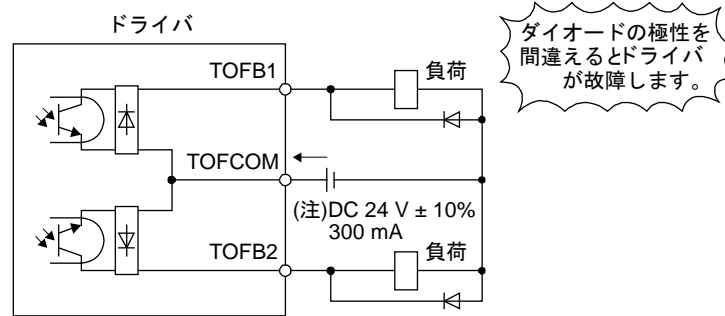 ドライバ
ダイオードの極性を
間違えるとドライバ
が故障します。
TOFB1
負荷
TOFCOM
(注)DC 24 V ± 10%
300 mA
TOFB2
負荷